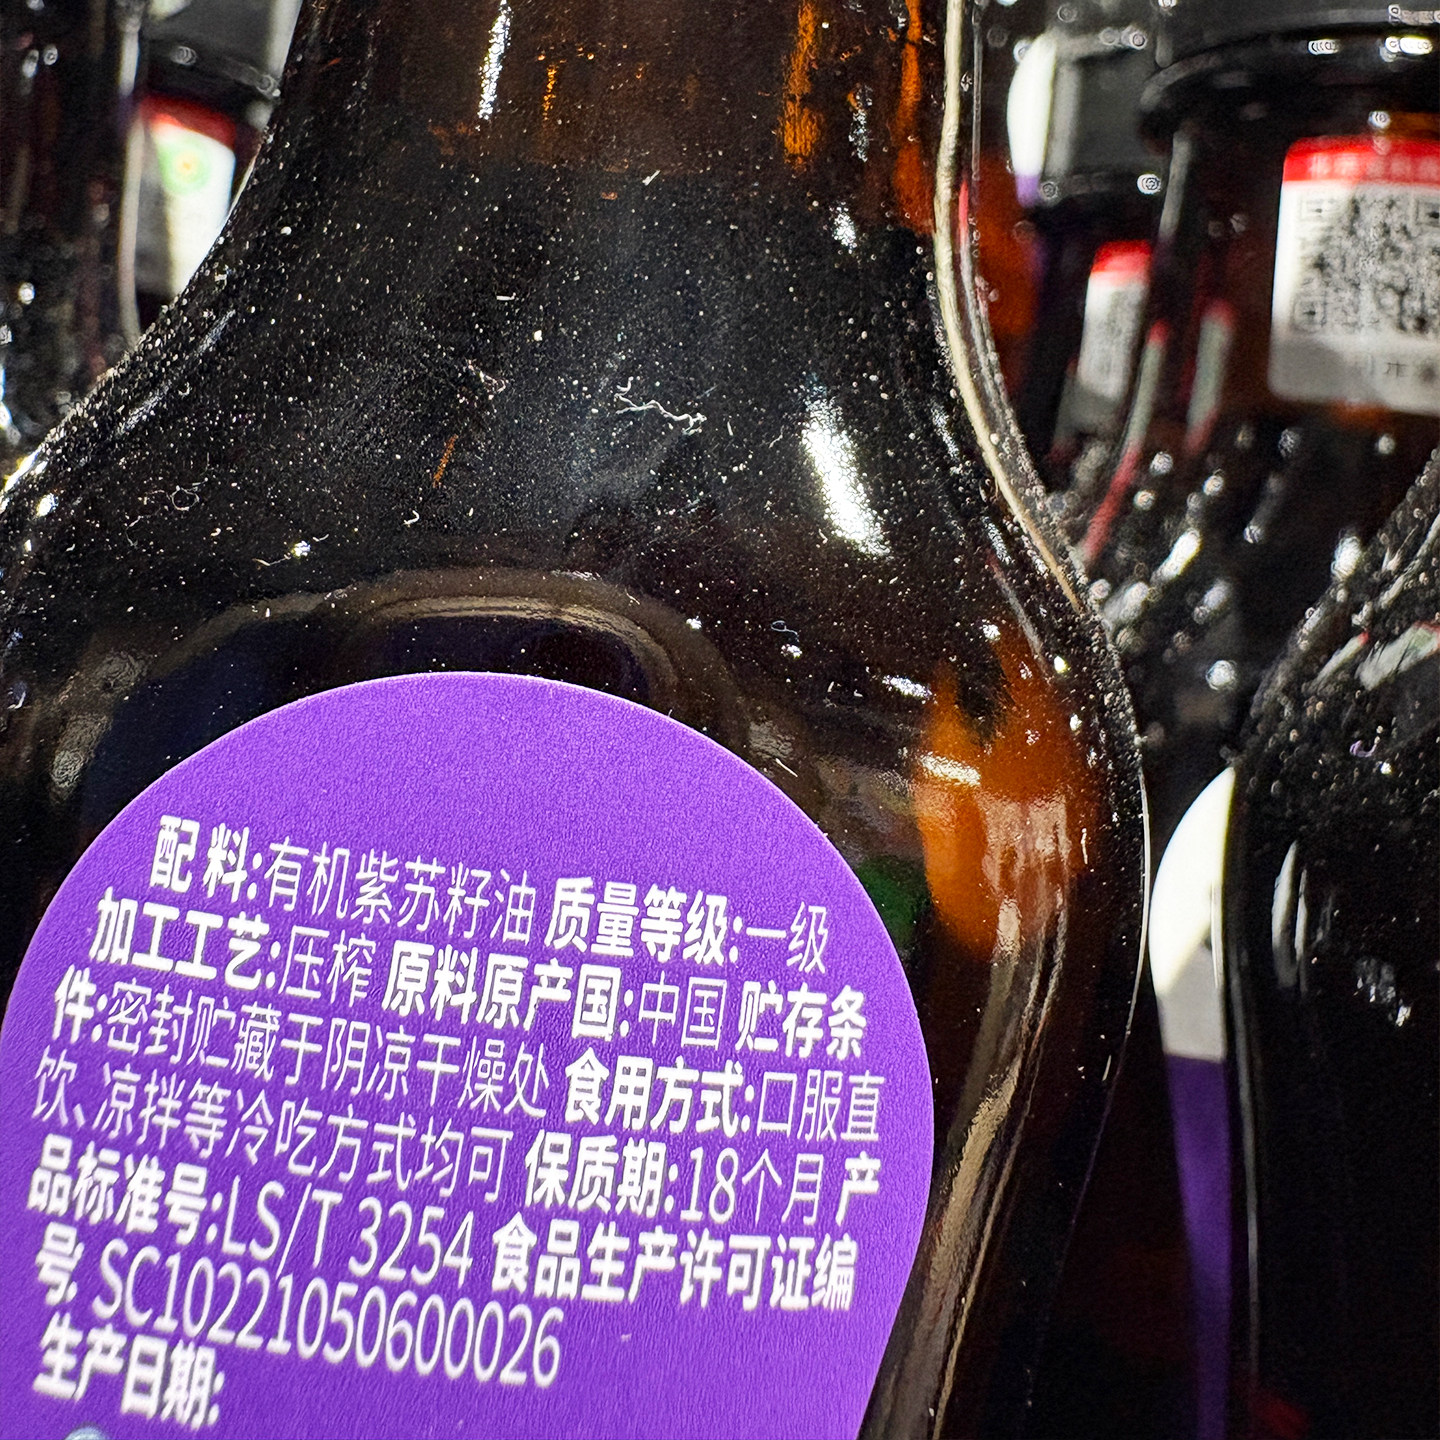 配 料:有机紫苏籽油 质量等级:一级
加工工艺:压榨 原料原产国:中国 贮存条
件:密封贮藏于阴凉干燥处 食用方式:口服直
饮、凉拌等冷吃方式均可 保质期:18个月 产
品标准号:LS/T 3254 食品生产许可证编
号: SC10221050600026
生产日期: